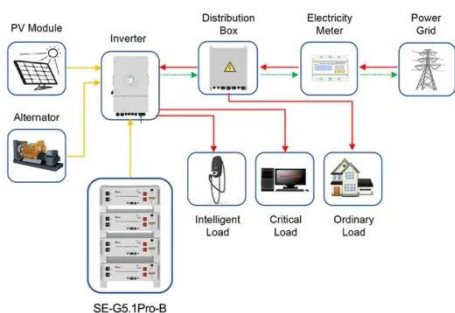 PV Module
Inverter
Distribution
Box
Electricity
Meter
Power
Grid
Alternator
Intelligent
Load
Critical
Load
Ordinary
Load
SE-G5.1Pro-B